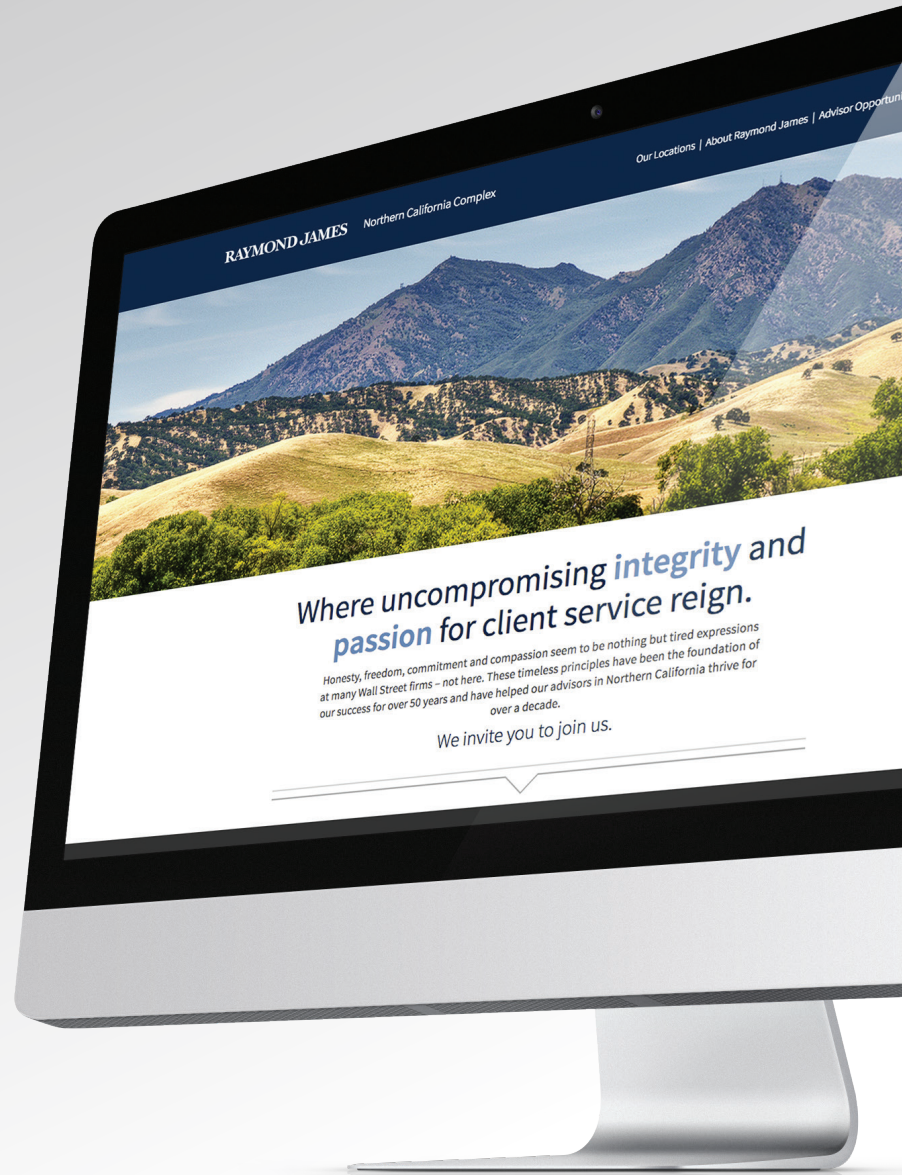 RAYMOND JAMES Northern California Complex
Our Locations | About Raymond James | Advisor
Where uncompromising integrity and
passion for client service reign.
Honesty, freedom, commitment and compassion seem to be nothing but tired expressions
at many Wall Street firms – not here. These timeless principles have been the foundation of
our success for over 50 years and have helped our advisors in Northern California thrive for
over a decade.
We invite you to join us.